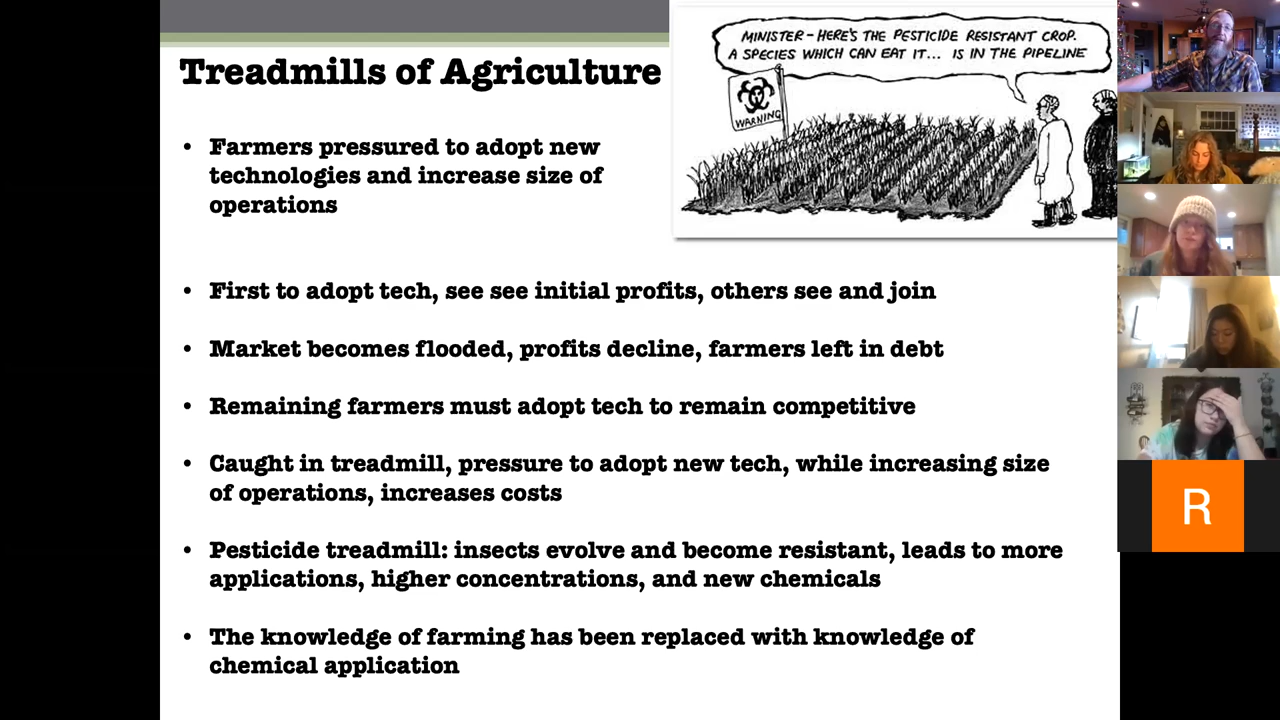 Treadmills of Agriculture
MINISTER - HERE'S THE PESTICIDE RESISTANT CROP.
A SPECIES WHICH CAN EAT IT... IS IN THE PIPELINE
WARNING
• Farmers pressured to adopt new
technologies and increase size of
operations
• First to adopt tech, see see initial profits, others see and join
• Market becomes flooded, profits decline, farmers left in debt
• Remaining farmers must adopt tech to remain competitive
• Caught in treadmill, pressure to adopt new tech, while increasing size
of operations, increases costs
• Pesticide treadmill: insects evolve and become resistant, leads to more
applications, higher concentrations, and new chemicals
• The knowledge of farming has been replaced with knowledge of
chemical application
R